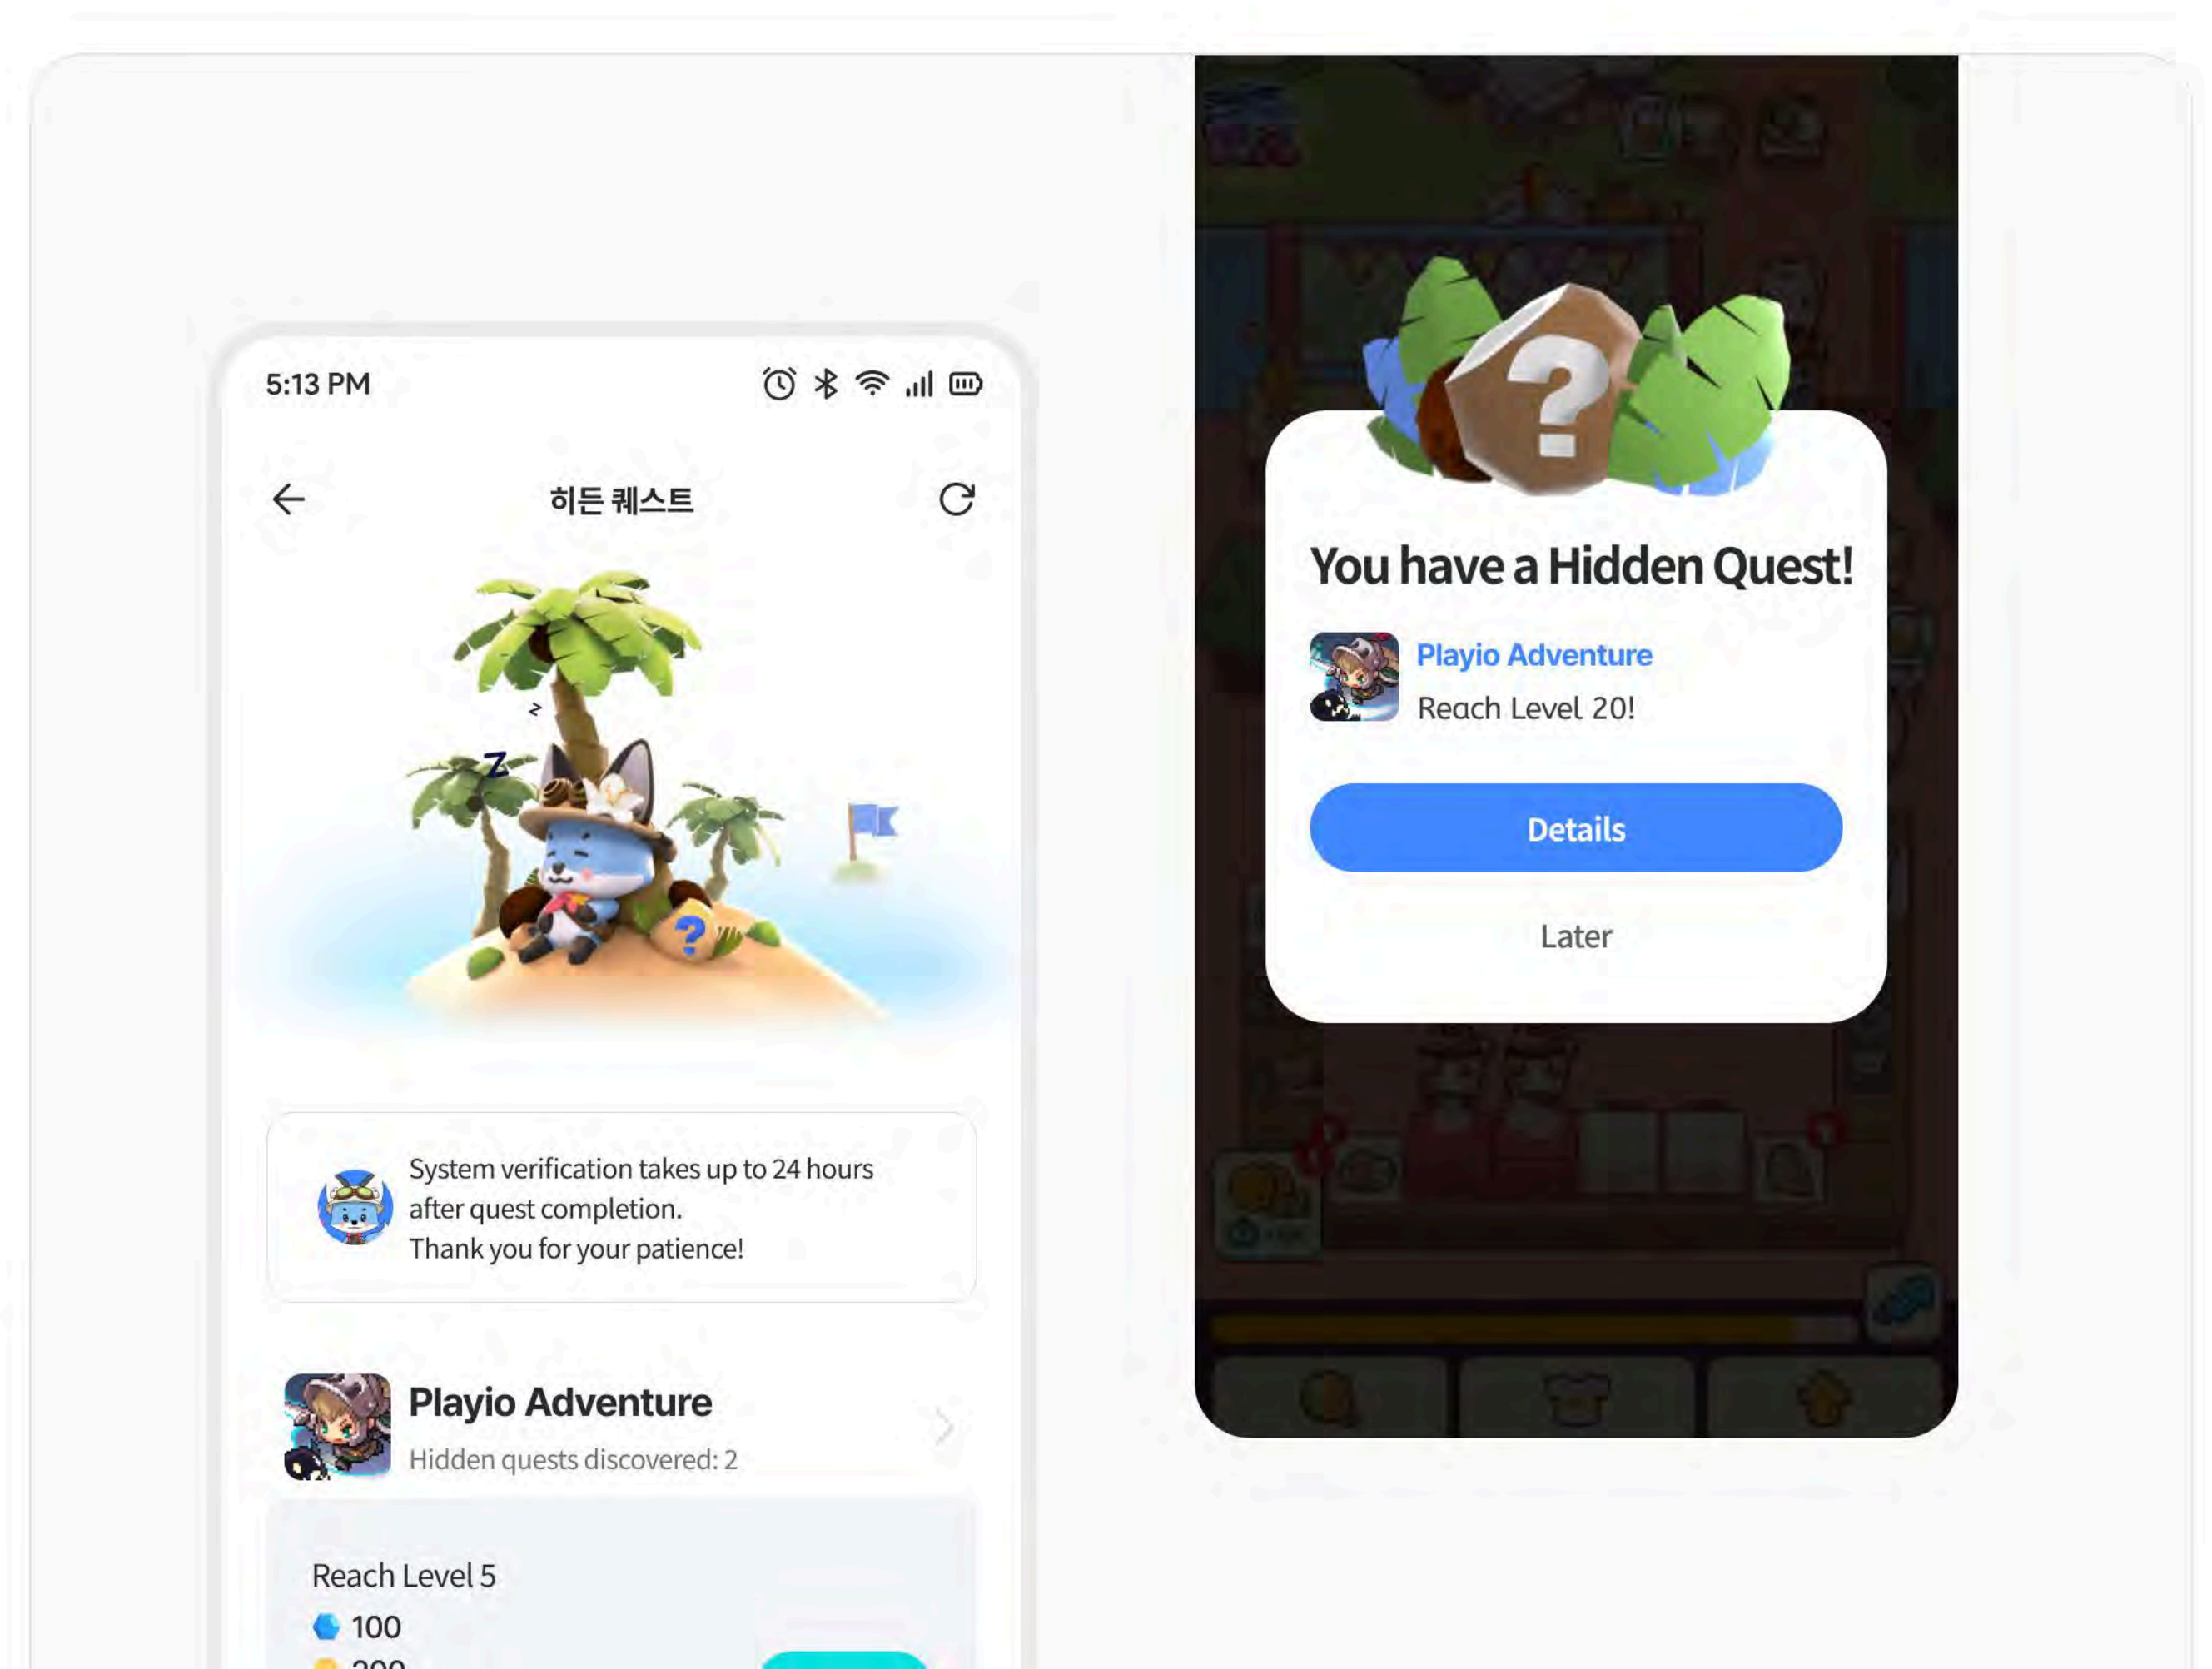 5:13 PM
히든 퀘스트
z
Z
?
System verification takes up to 24 hours
after quest completion.
Thank you for your patience!
Playio Adventure
Hidden quests discovered: 2
Reach Level 5
100
?
You have a Hidden Quest!
Playio Adventure
Reach Level 20!
Details
Later